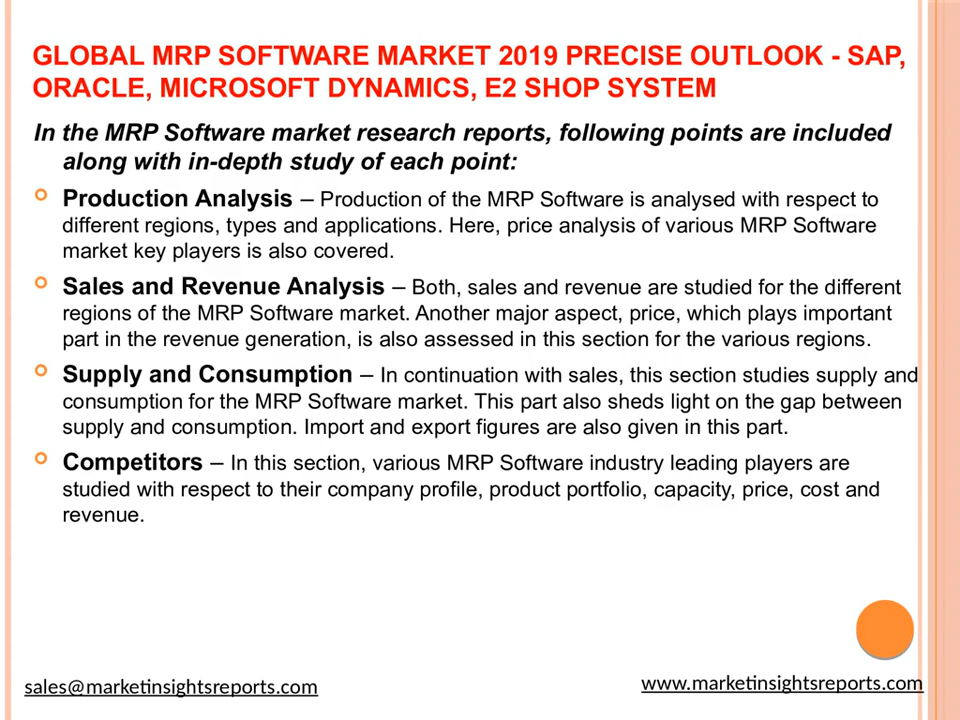 GLOBAL MRP SOFTWARE MARKET 2019 PRECISE OUTLOOK - SAP,
ORACLE, MICROSOFT DYNAMICS, E2 SHOP SYSTEM
In the MRP Software market research reports, following points are included
along with in-depth study of each point:
Production Analysis – Production of the MRP Software is analysed with respect to
different regions, types and applications. Here, price analysis of various MRP Software
market key players is also covered.
Sales and Revenue Analysis – Both, sales and revenue are studied for the different
regions of the MRP Software market. Another major aspect, price, which plays important
part in the revenue generation, is also assessed in this section for the various regions.
Supply and Consumption – In continuation with sales, this section studies supply and
consumption for the MRP Software market. This part also sheds light on the gap between
supply and consumption. Import and export figures are also given in this part.
Competitors – In this section, various MRP Software industry leading players are
studied with respect to their company profile, product portfolio, capacity, price, cost and
revenue.
sales@marketinsightsreports.com
www.marketinsightsreports.com